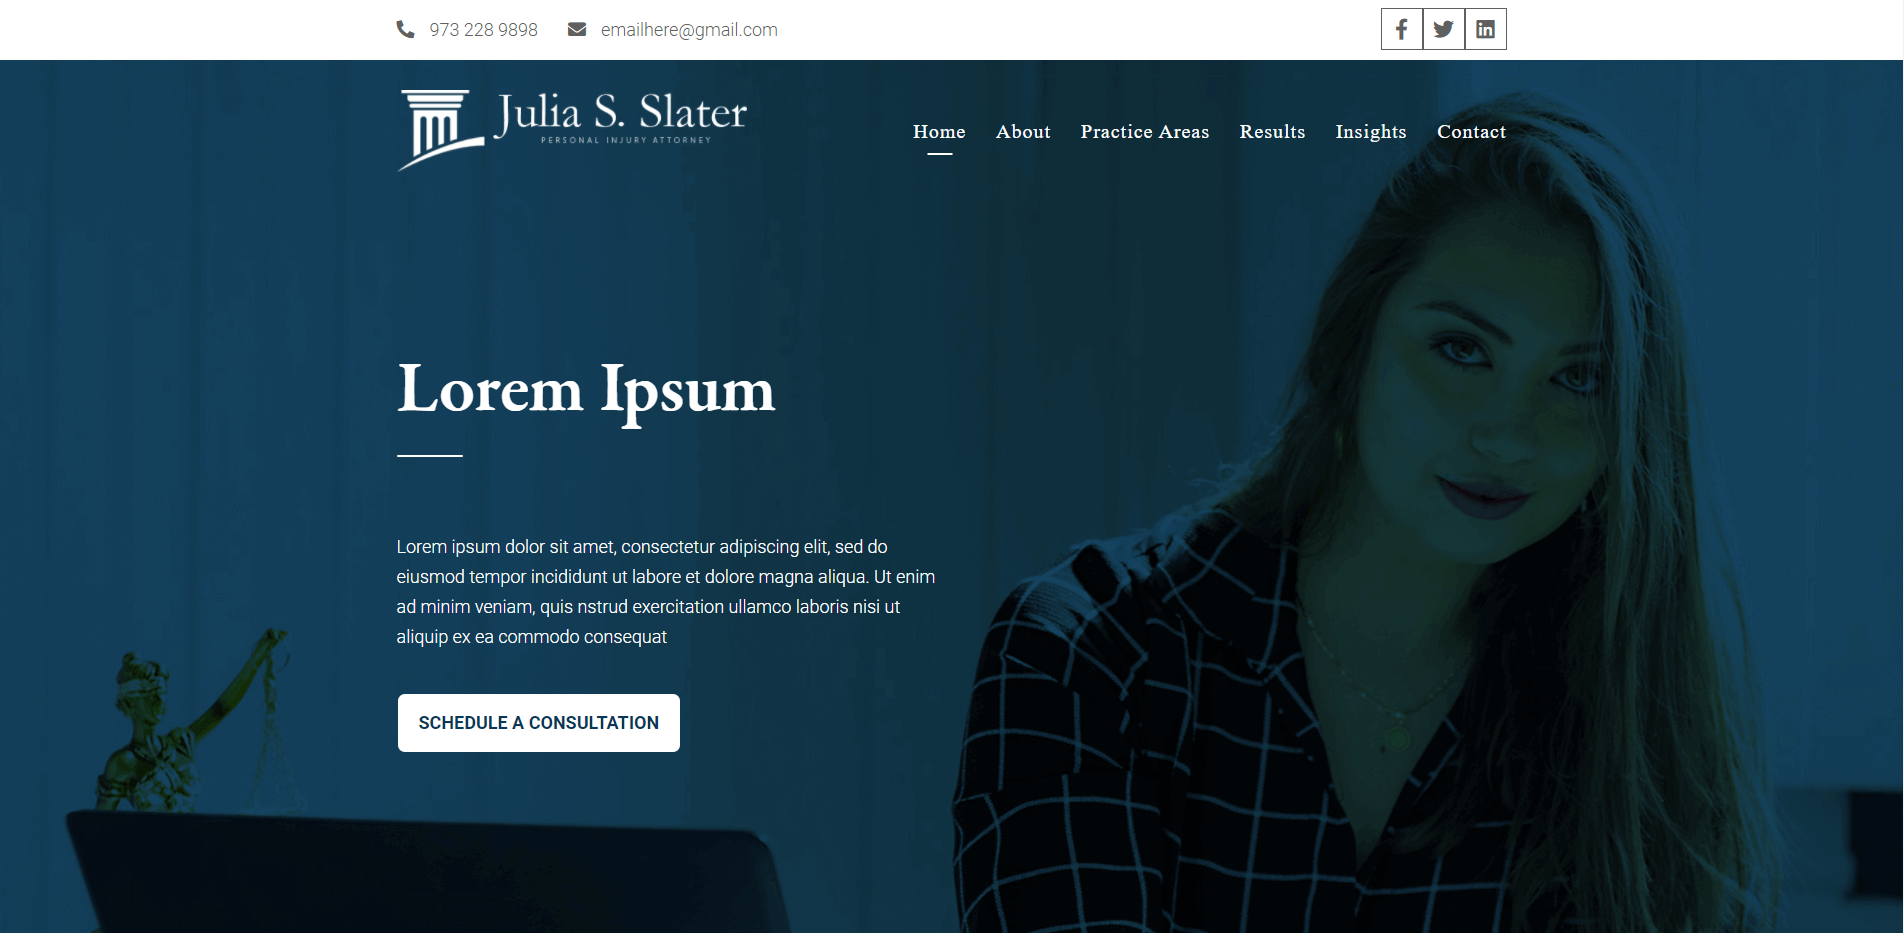 973 228 9898 emailhere@gmail.com
Julia S. Slater
PERSONAL INJURY ATTORNEY
Home About Practice Areas Results Insights Contact
Lorem Ipsum
Lorem ipsum dolor sit amet, consectetur adipiscing elit, sed do
eiusmod tempor incididunt ut labore et dolore magna aliqua. Ut enim
ad minim veniam, quis nstrud exercitation ullamco laboris nisi ut
aliquip ex ea commodo consequat
SCHEDULE A CONSULTATION